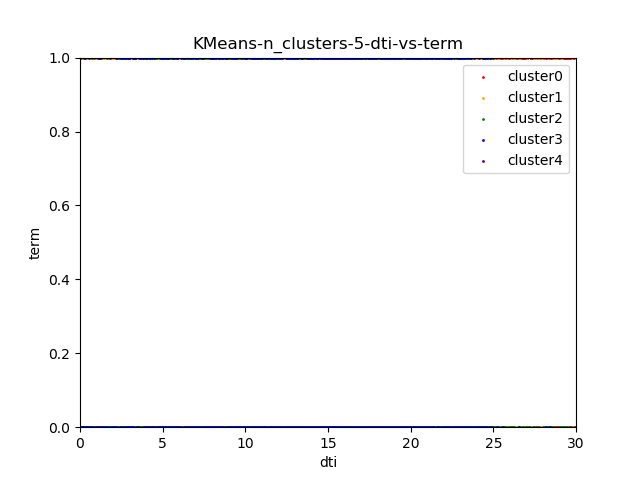 KMeans-n_clusters-5-dti-vs-term
1.0
0.8
0.6
0.4
0.2
0.0
term
cluster0
cluster1
cluster2
cluster3
cluster4
0 5 10 15 20 25 30
dti